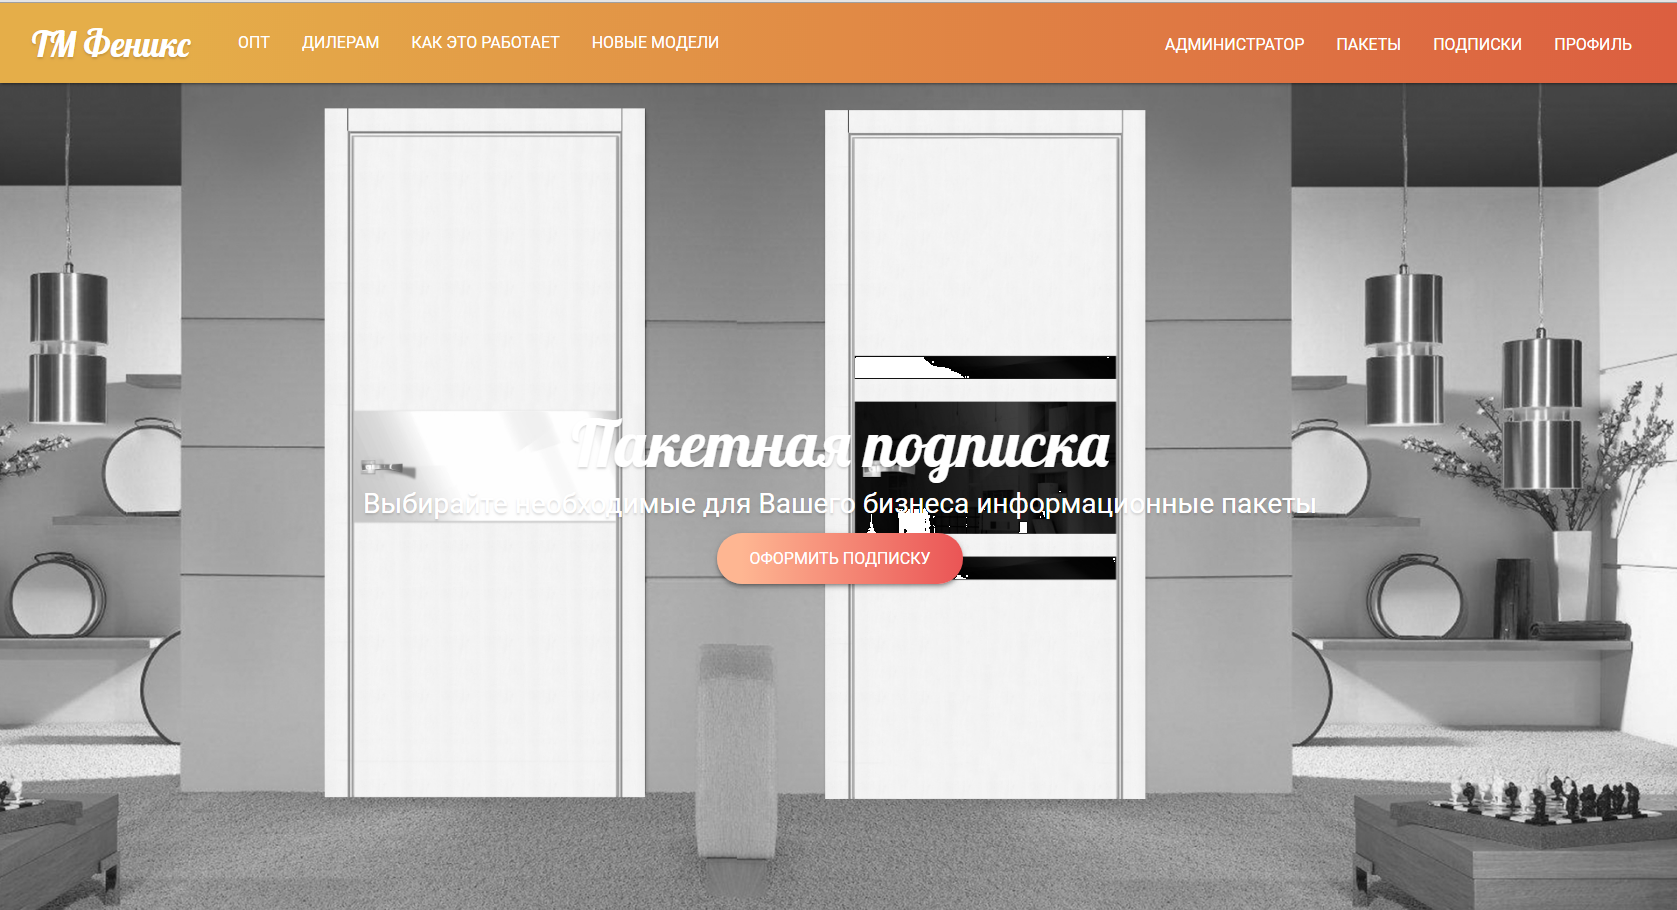 ТМ Феникс
ОПТ ДИЛЕРАМ КАК ЭТО РАБОТАЕТ НОВЫЕ МОДЕЛИ
АДМИНИСТРАТОР ПАКЕТЫ ПОДПИСКИ ПРОФИЛЬ
Пакетная подписка
Выбирайте необходимые для Вашего бизнеса информационные пакеты
ОФОРМИТЬ ПОДПИСКУ